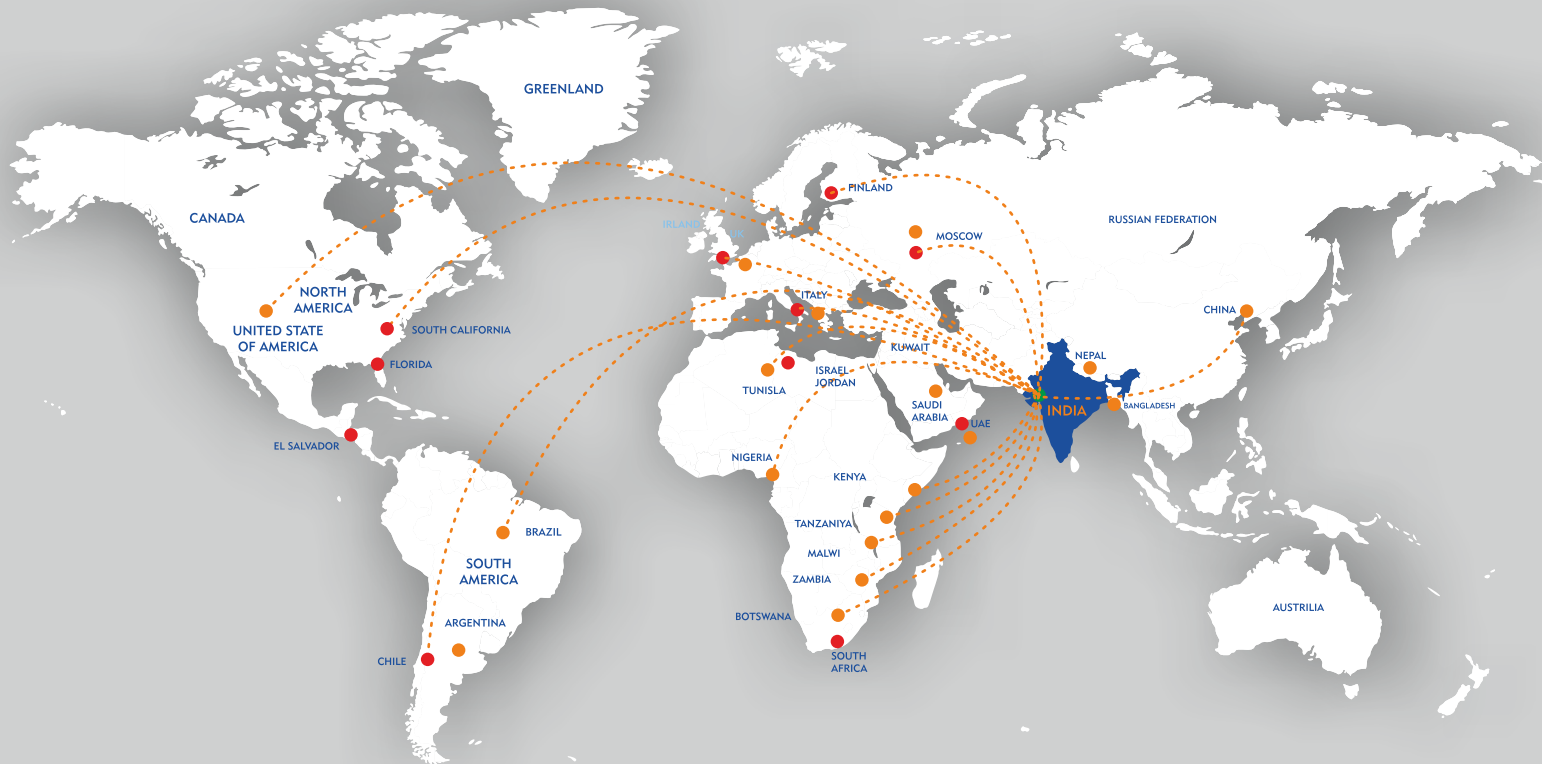 GREENLAND
CANADA
NORTH
AMERICA
UNITED STATE
OF AMERICA
SOUTH CALIFORNIA
FLORIDA
EL SALVADOR
BRAZIL
SOUTH
AMERICA
ARGENTINA
CHILE
IRLAND
FINLAND
MOSCOW
RUSSIAN FEDERATION
ITALY
KUWAIT
TUNISLA
ISRAEL
JORDAN
SAUDI
ARABIA
UAE
NIGERIA
KENYA
TANZANIYA
MALWI
ZAMBIA
BOTSWANA
SOUTH
AFRICA
CHINA
NEPAL
INDIA
BANGLADESH
AUSTRILIA